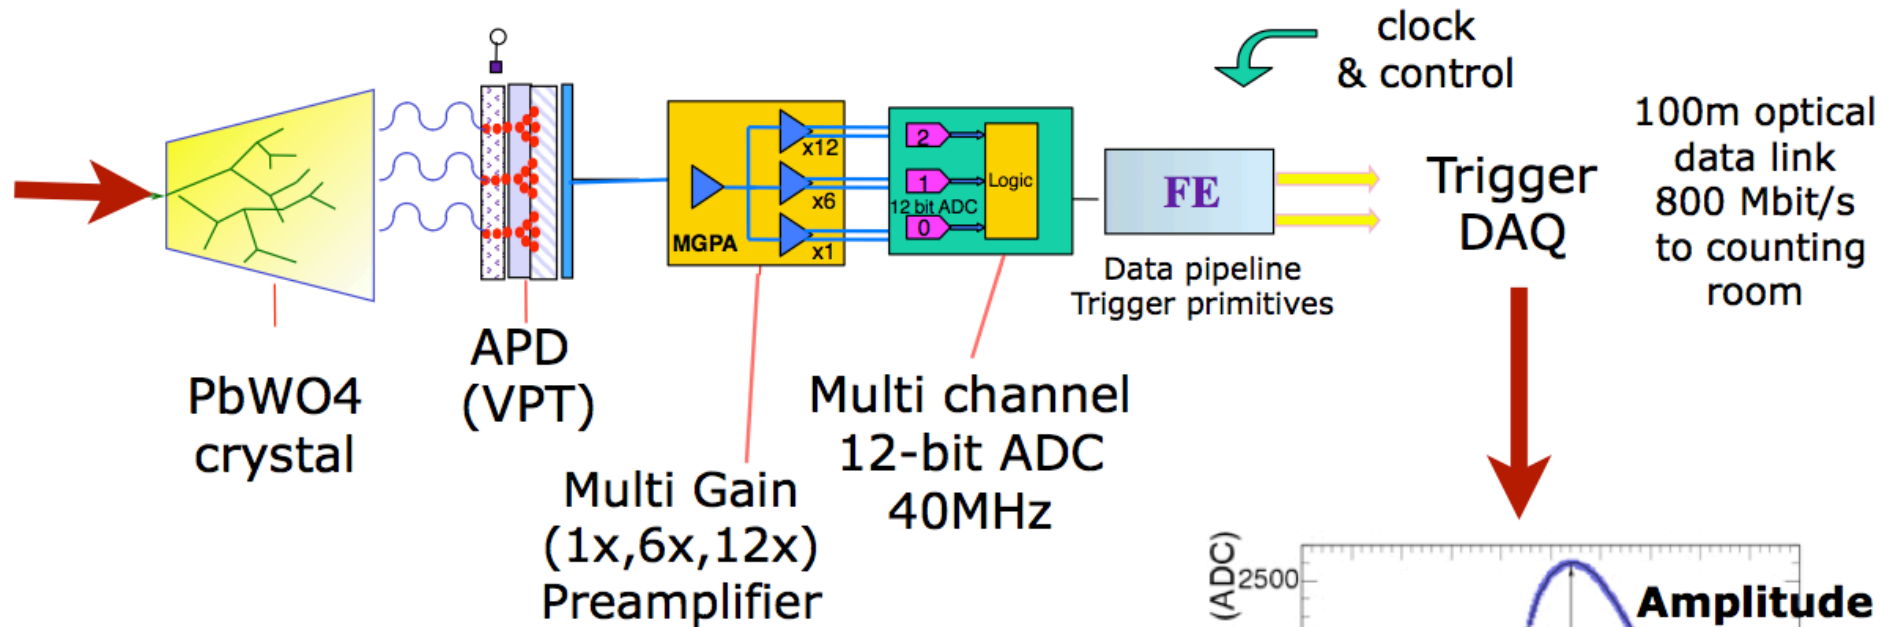 clock
& control
100m optical
data link
800 Mbit/s
to counting
room
x12
x6
x1
MGPA
2
1
12 bit ADC
0
Logic
FE
Trigger
DAQ
Data pipeline
Trigger primitives
APD
(VPT)
PbWO4
crystal
Multi channel
12-bit ADC
40MHz
Multi Gain
(1x,6x,12x)
Preamplifier
(ADC)
2500
Amplitude